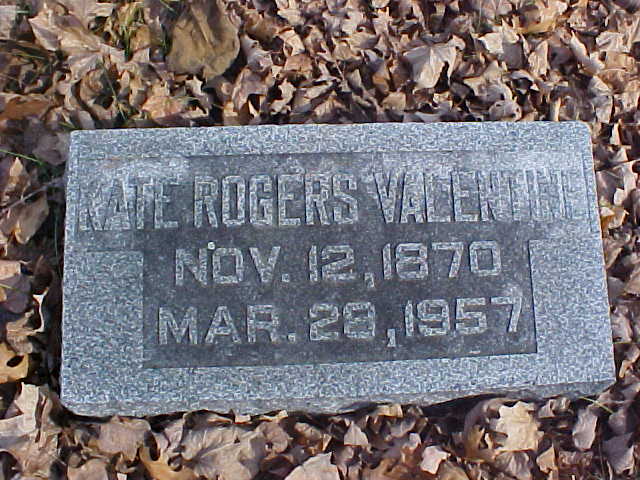 KATE ROGERS VALENTINE
NOV. 12, 1870
MAR. 28, 1957